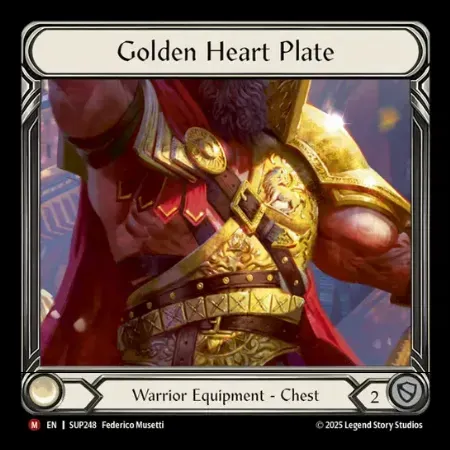 Golden Heart Plate
Warrior Equipment - Chest
2
M EN | SUP248 Federico Musetti
© 2025 Legend Story Studios